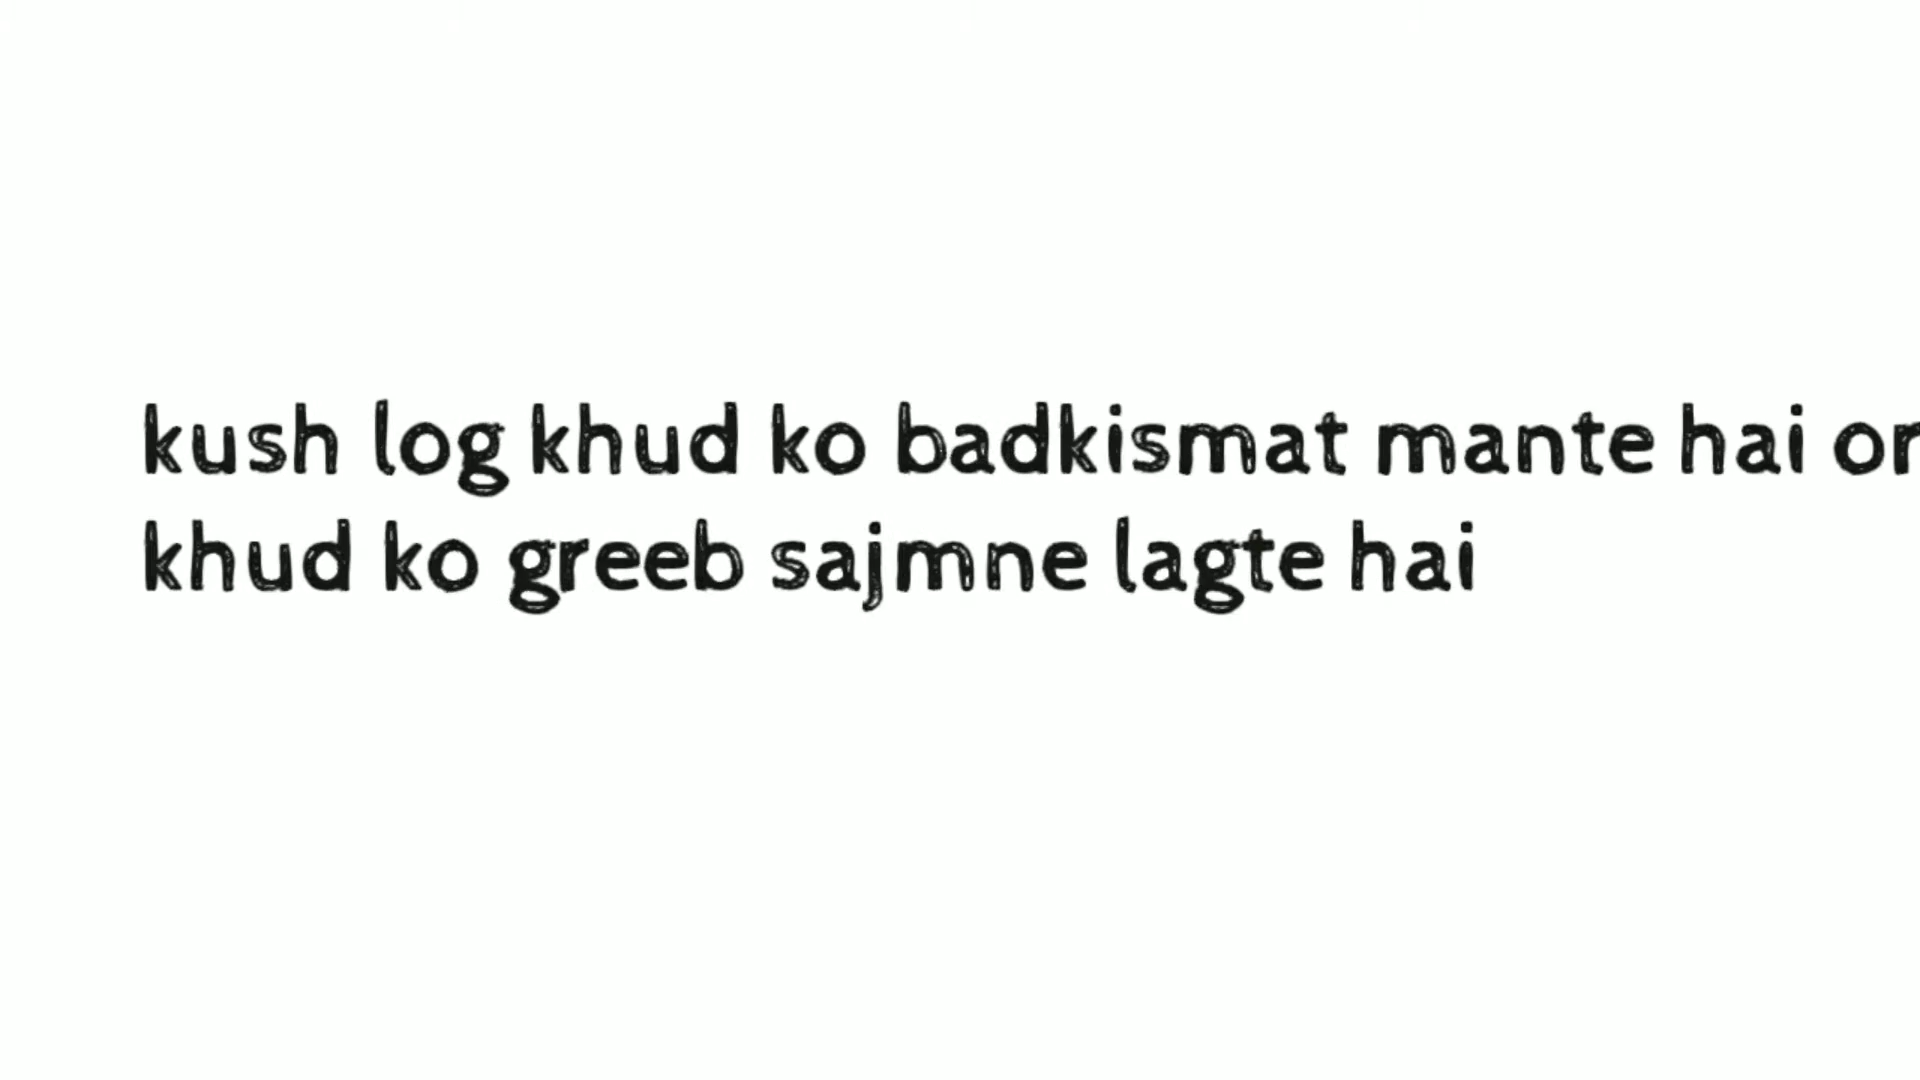 kush log khud ko badkismat mante hai or
khud ko greeb sajmne lagte hai